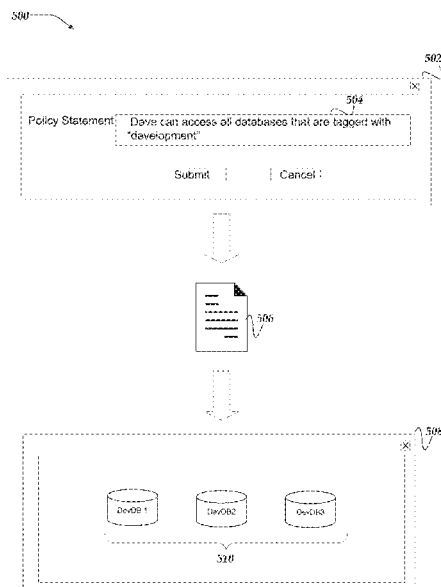 500
502
504
Policy Statement
Dave can access all databases that are tagged with
"development"
Submit
Cancel
506
508
DevDB 1
DevDB2
DevDB3
510